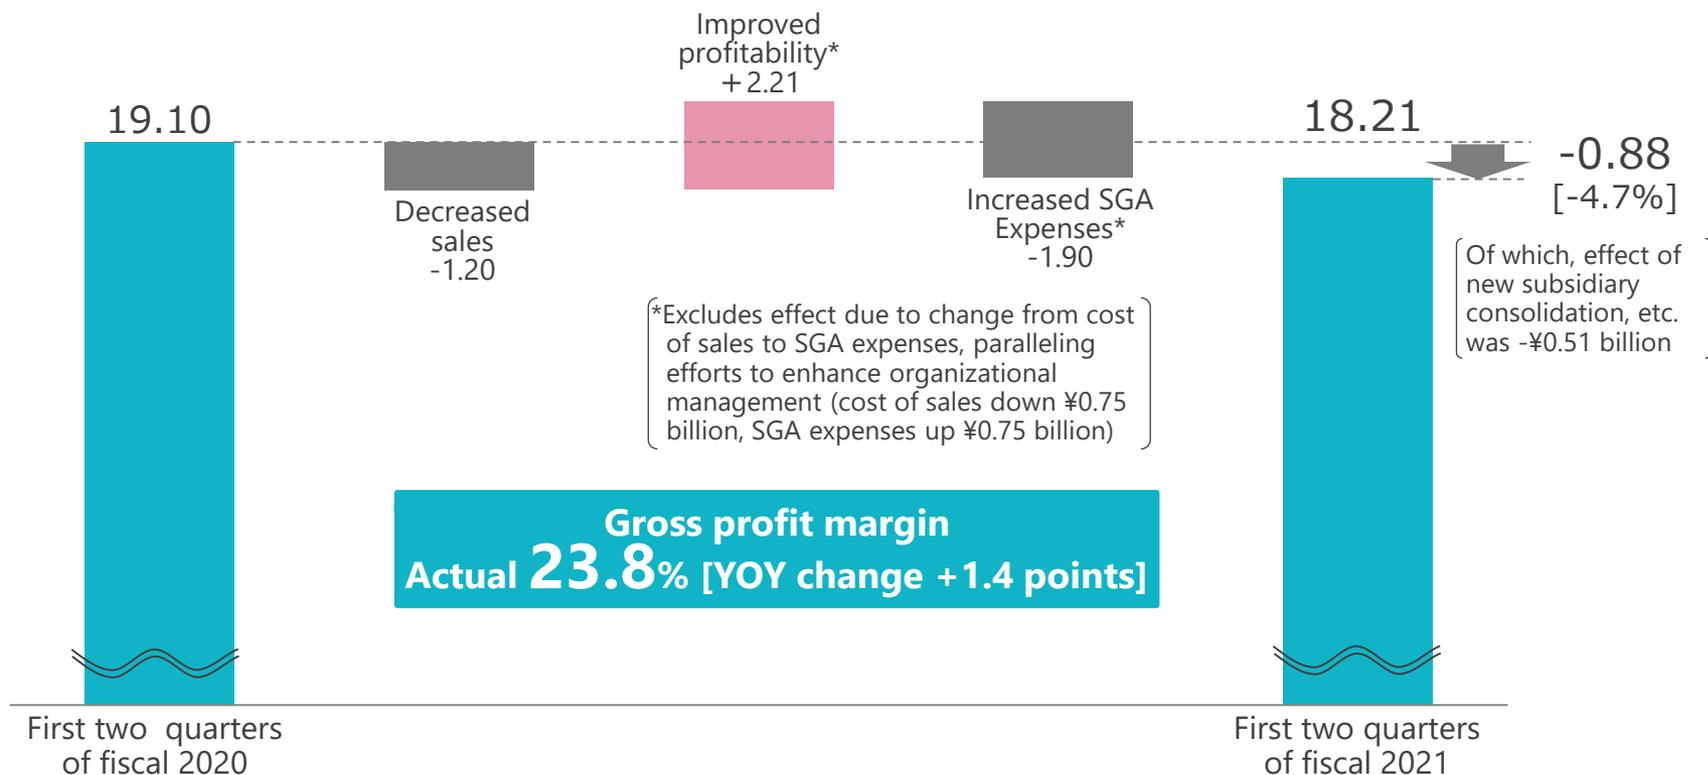 Improved
profitability*
+2.21
19.10
18.21
-0.88
[-4.7%]
Decreased
sales
-1.20
Increased SGA
Expenses*
-1.90
Of which, effect of
new subsidiary
consolidation, etc.
was -¥0.51 billion
*Excludes effect due to change from cost
of sales to SGA expenses, paralleling
efforts to enhance organizational
management (cost of sales down ¥0.75
billion, SGA expenses up ¥0.75 billion)
Gross profit margin
Actual 23.8% [YOY change +1.4 points]
First two quarters
of fiscal 2020
First two quarters
of fiscal 2021